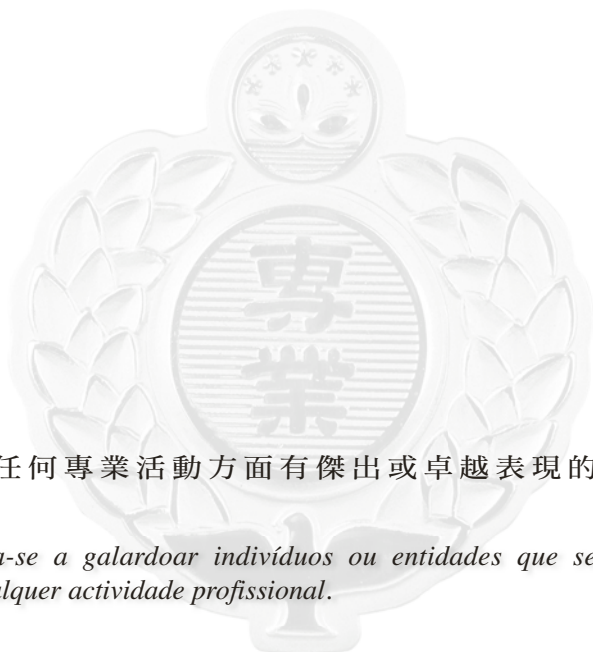 專
業
任何專業活動方面有傑出或卓越表現的
a-se a galardoar indivíduos ou entidades que se
lquer actividade profissional.